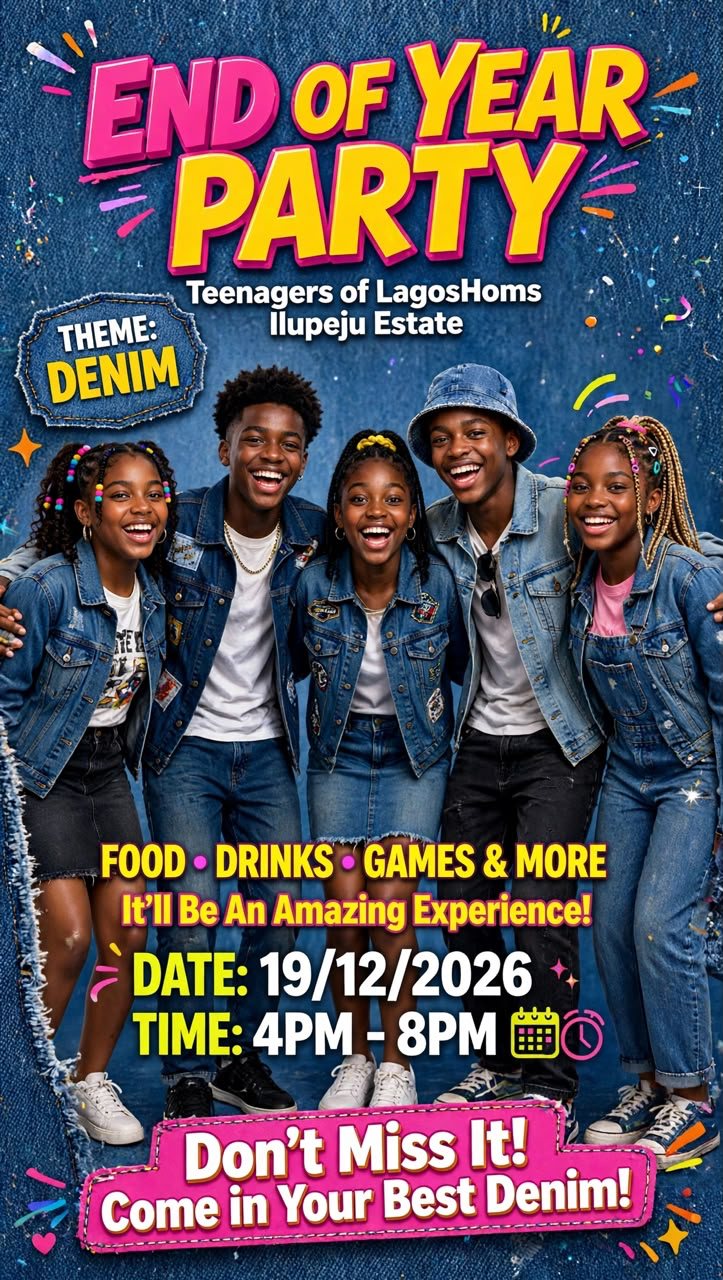 END OF YEAR
PARTY
Teenagers of LagosHoms
Ilupeju Estate
THEME:
DENIM
FOOD • DRINKS • GAMES & MORE
It'll Be An Amazing Experience!
DATE: 19/12/2026
TIME: 4PM - 8PM
Don't Miss It!
Come in Your Best Denim!